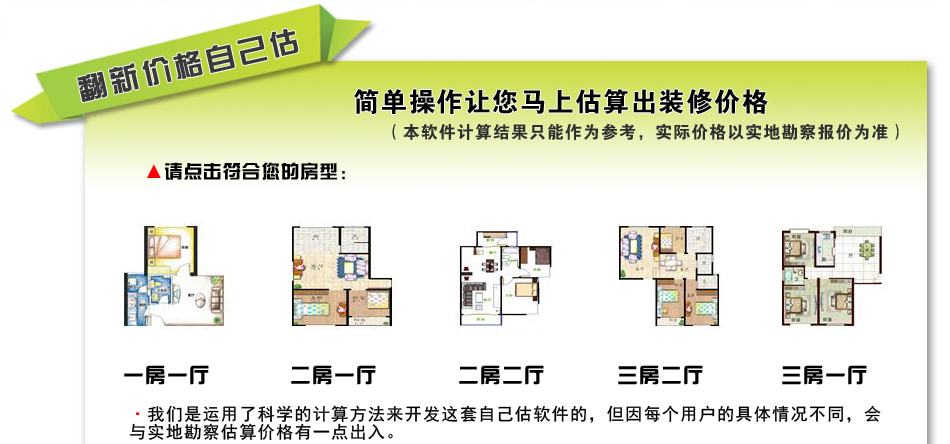 翻新价格自己估
简单操作让您马上估算出装修价格
（本软件计算结果只能作为参考，实际价格以实地勘察报价为准）
▲请点击符合您的房型：
一房一厅 二房一厅 二房二厅 三房二厅 三房一厅
·我们是运用了科学的计算方法来开发这套自己估软件的，但因每个用户的具体情况不同，会
与实地勘察估算价格有一点出入。